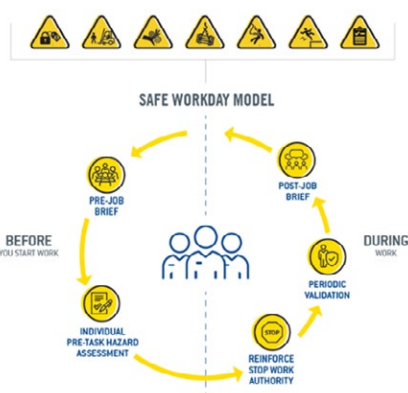 SAFE WORKDAY MODEL
PRE-JOB
BRIEF
POST-JOB
BRIEF
BEFORE
YOU START WORK
DURING
WORK
PERIODIC
VALIDATION
INDIVIDUAL
PRE-TASK HAZARD
ASSESSMENT
STOP
REINFORCE
STOP WORK
AUTHORITY